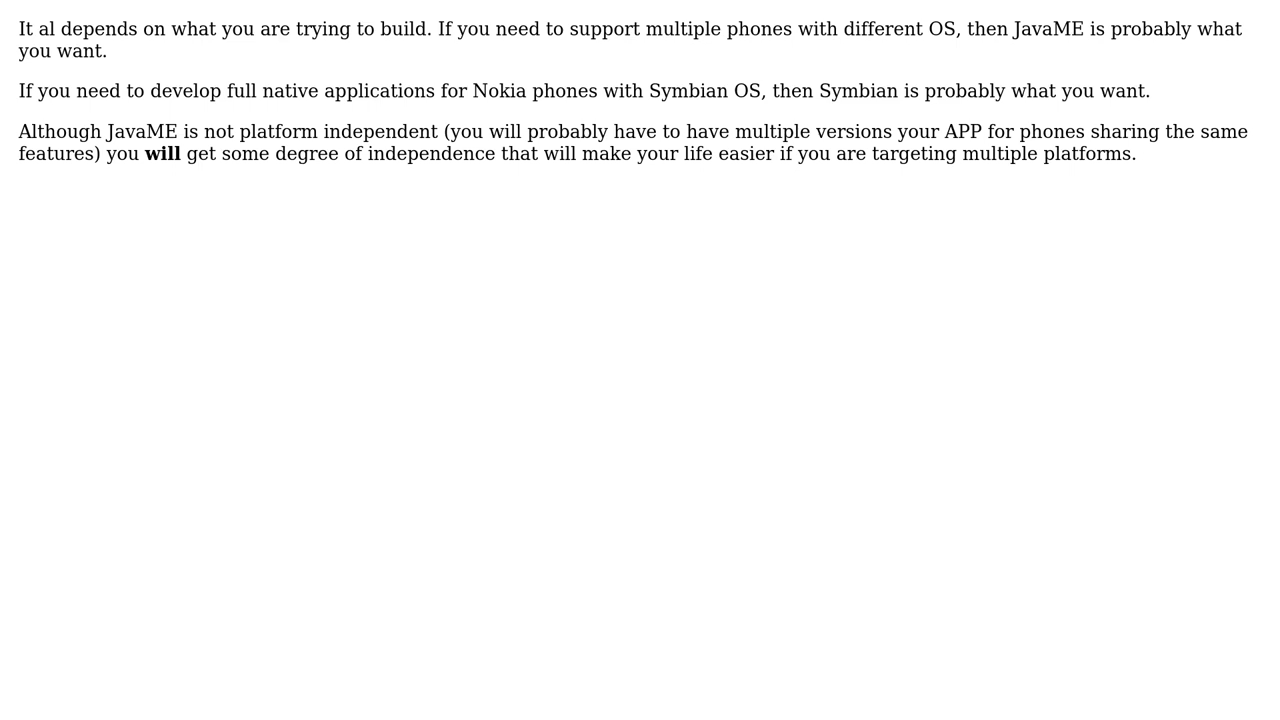 It al depends on what you are trying to build. If you need to support multiple phones with different OS, then JavaME is probably what
you want.
If you need to develop full native applications for Nokia phones with Symbian OS, then Symbian is probably what you want.
Although JavaME is not platform independent (you will probably have to have multiple versions your APP for phones sharing the same
features) you will get some degree of independence that will make your life easier if you are targeting multiple platforms.